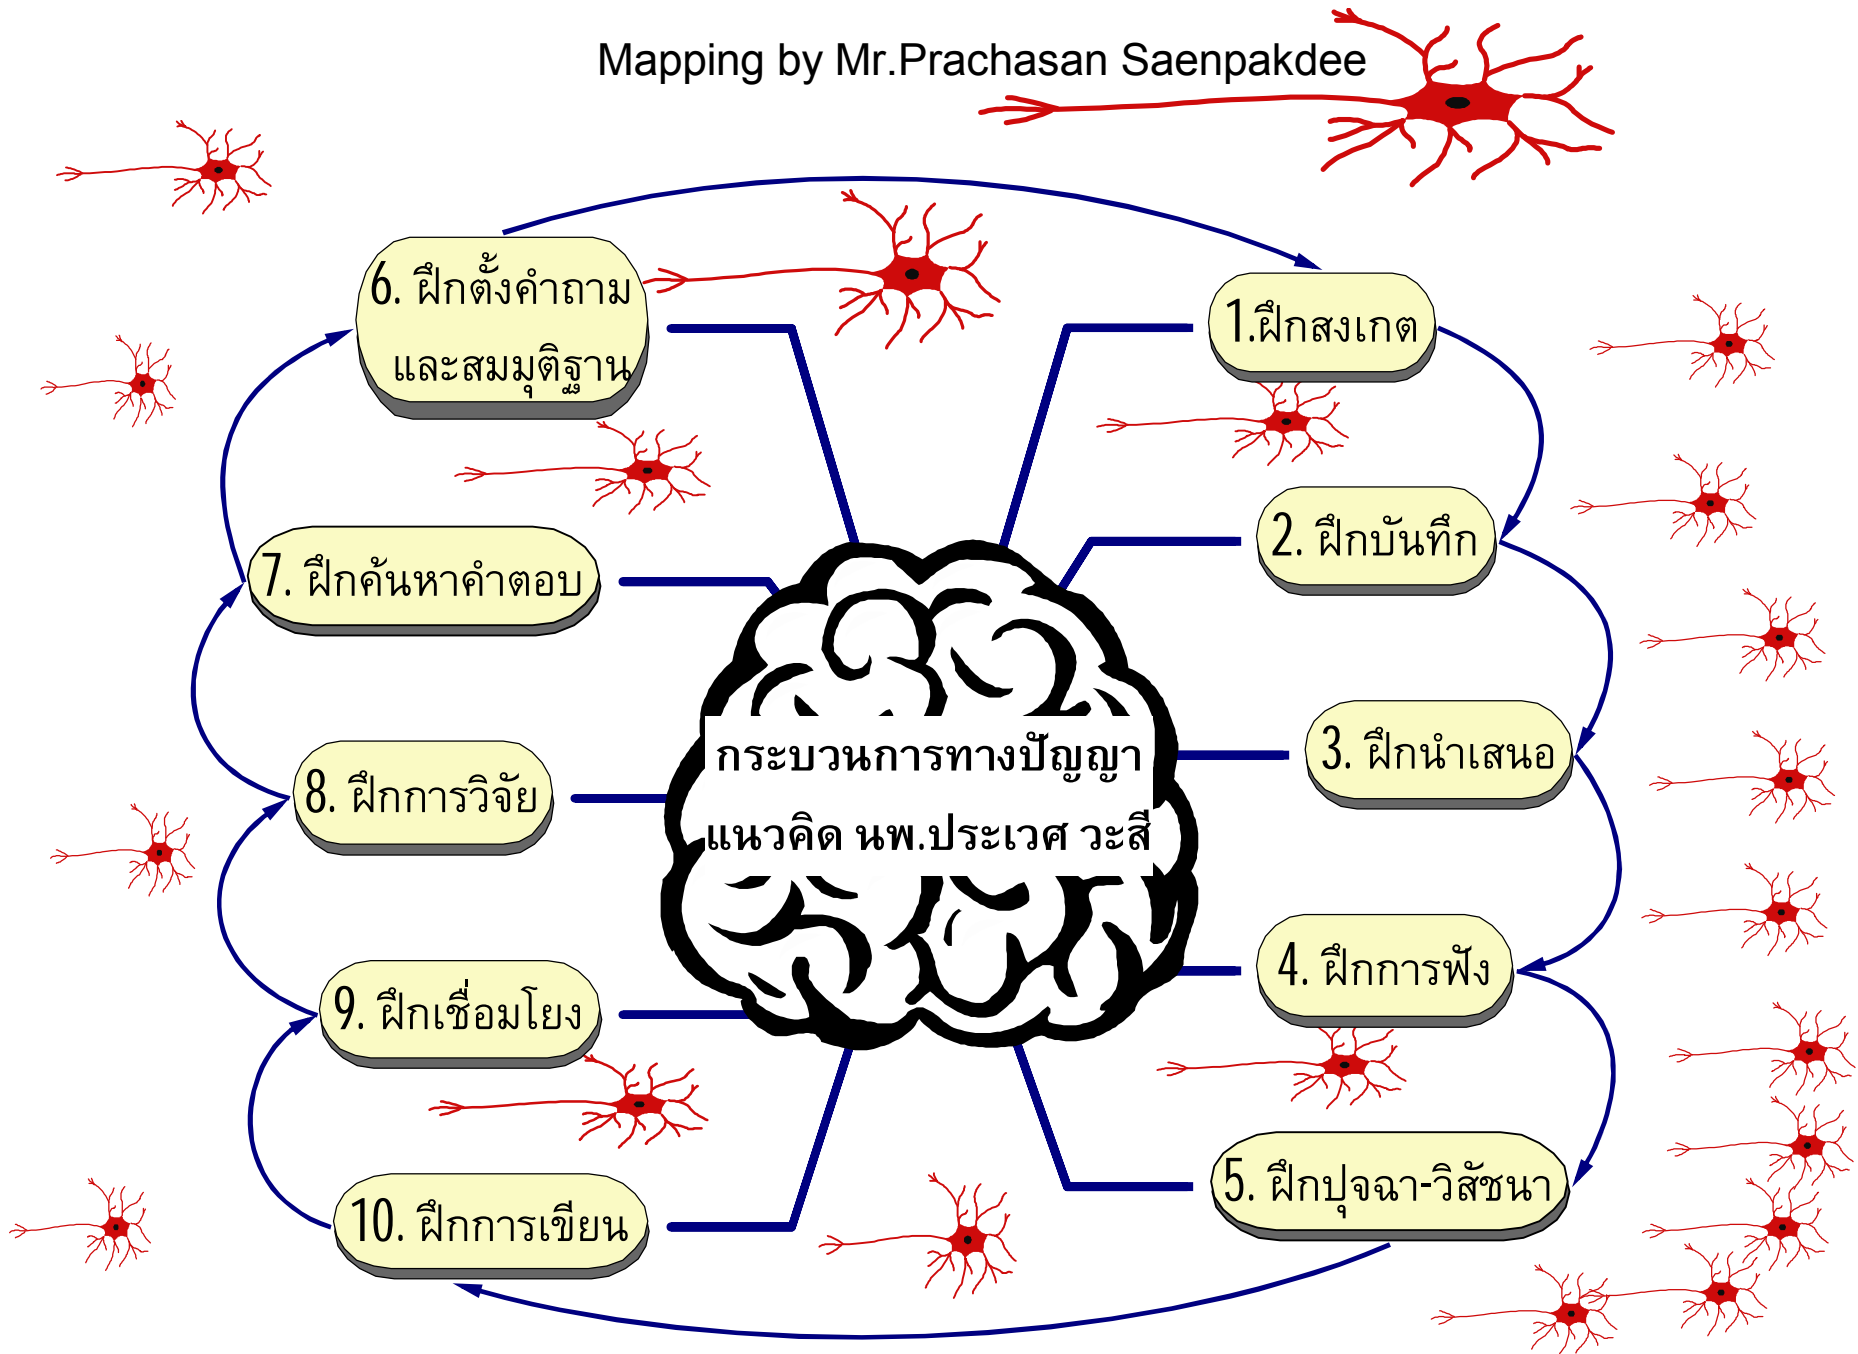 Mapping by Mr.Prachasan Saenpakdee
1.ฝึกสงเกต
2. ฝึกบันทึก
3. ฝึกนำเสนอ
4. ฝึกการฟัง
5. ฝึกปุจฉา-วิสัชนา
6. ฝึกตั้งคำถาม
และสมมุติฐาน
7. ฝึกค้นหาคำตอบ
8. ฝึกการวิจัย
9. ฝึกเชื่อมโยง
10. ฝึกการเขียน
กระบวนการทางปัญญา
แนวคิด นพ.ประเวศ วะสี